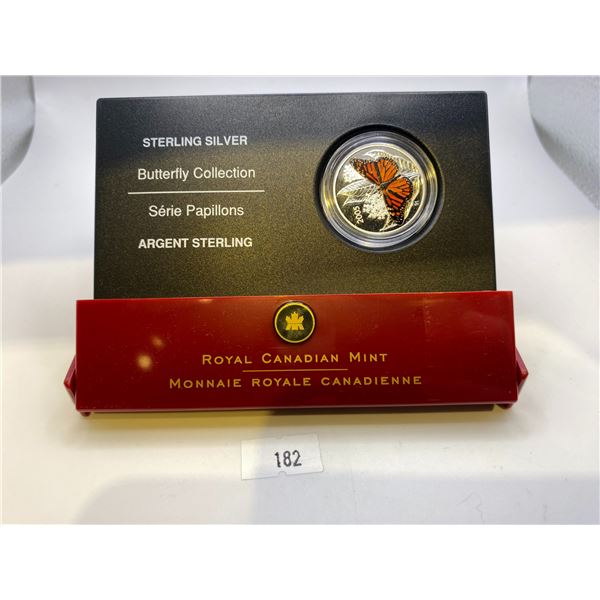 STERLING SILVER
Butterfly Collection
Série Papillons
ARGENT STERLING
2005
ROYAL CANADIAN MINT
MONNAIE ROYALE CANADIENNE
182